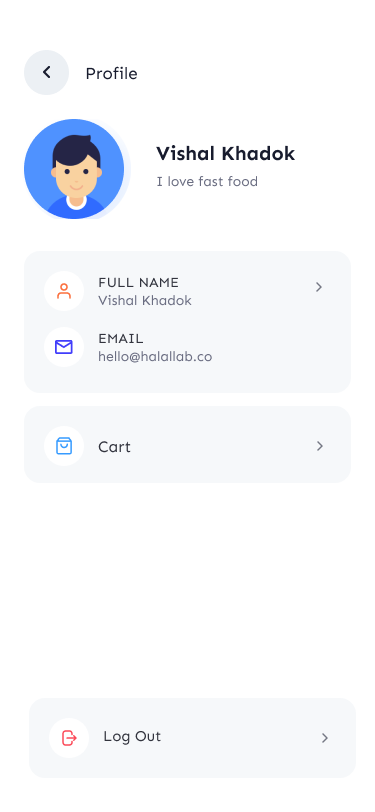 Profile
Vishal Khadok
I love fast food
FULL NAME
Vishal Khadok
EMAIL
hello@halallab.co
Cart
Log Out